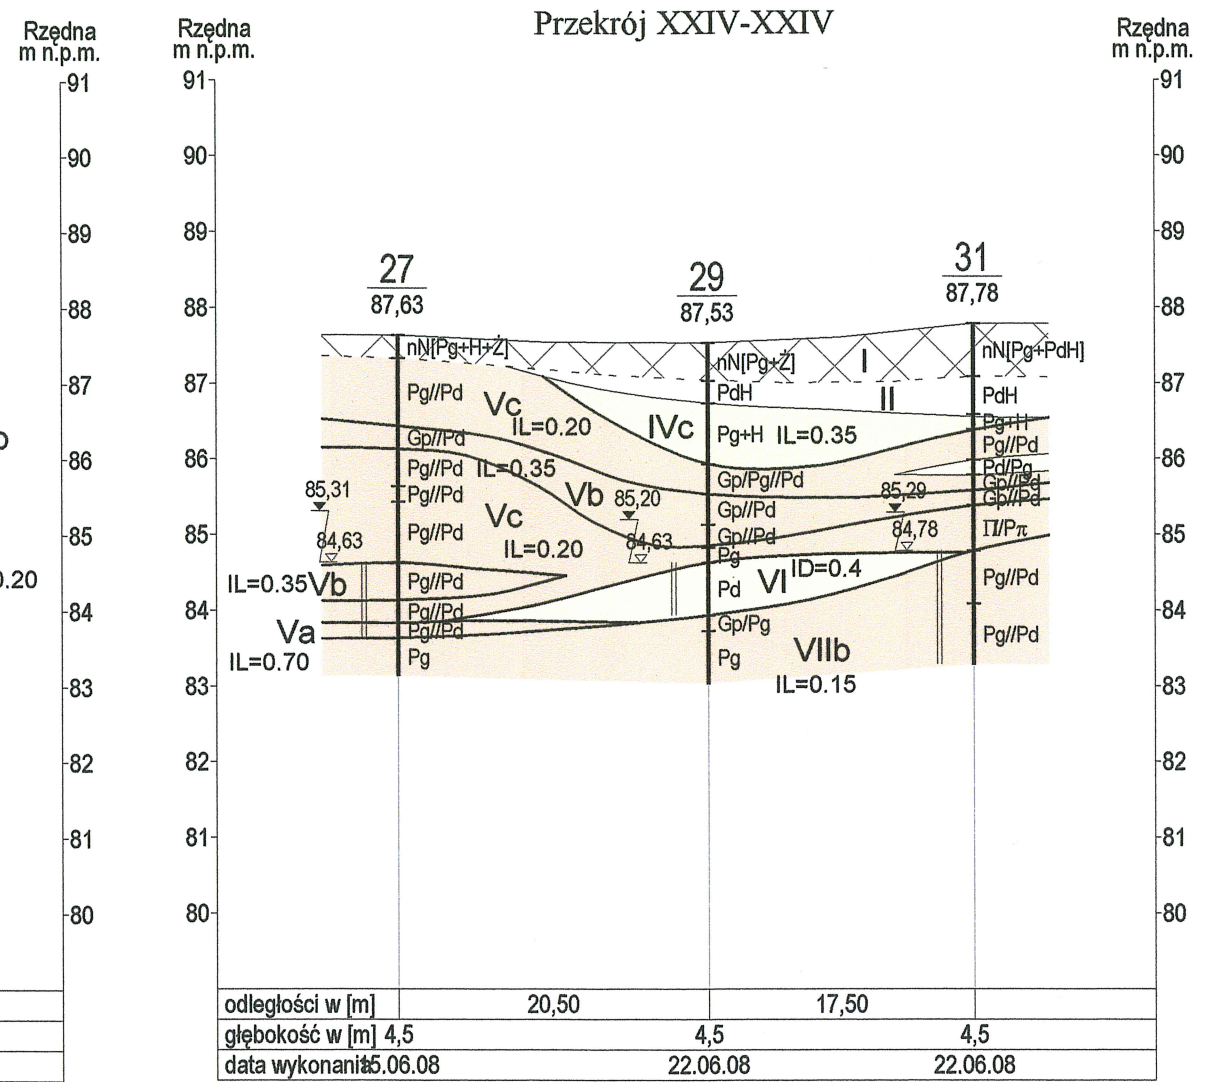 Przekrój XXIV-XXIV
Rzędna
m n.p.m.
91
90
89
88
87
86
85
84
83
82
81
80
0.20
Rzędna
m n.p.m.
91
90
89
88
87
86
85
84
83
82
81
80
Rzędna
m n.p.m.
91
90
89
88
87
86
85
84
83
82
81
80
27
87,63
29
87,53
31
87,78
nN[Pg+H+Ż]
Pg//Pd
Gp//Pd
Pg//Pd
Pg//Pd
Pg//Pd
Pg//Pd
Pg//Pd
Pg//Pd
Pg
nN[Pg+Ż]
PdH
Pg+H
Gp/Pg//Pd
Gp//Pd
Gp//Pd
Pg
Pd
Gp/Pg
Pg
nN[Pg+PdH]
PdH
Pg+H
Pg//Pd
Pd/Pg
Gp//Pd
Gp//Pd
Π/Pπ
Pg//Pd
Pg//Pd
I
II
Vc
IL=0.20
IVc
IL=0.35
IL=0.35
Vb
Vc
IL=0.20
85,31
84,63
85,20
84,63
85,29
84,78
IL=0.35 Vb
Va
IL=0.70
VI ID=0.4
VIIb
IL=0.15
odległości w [m] 20,50 17,50
głębokość w [m] 4,5 4,5 4,5
data wykonania 15.06.08 22.06.08 22.06.08